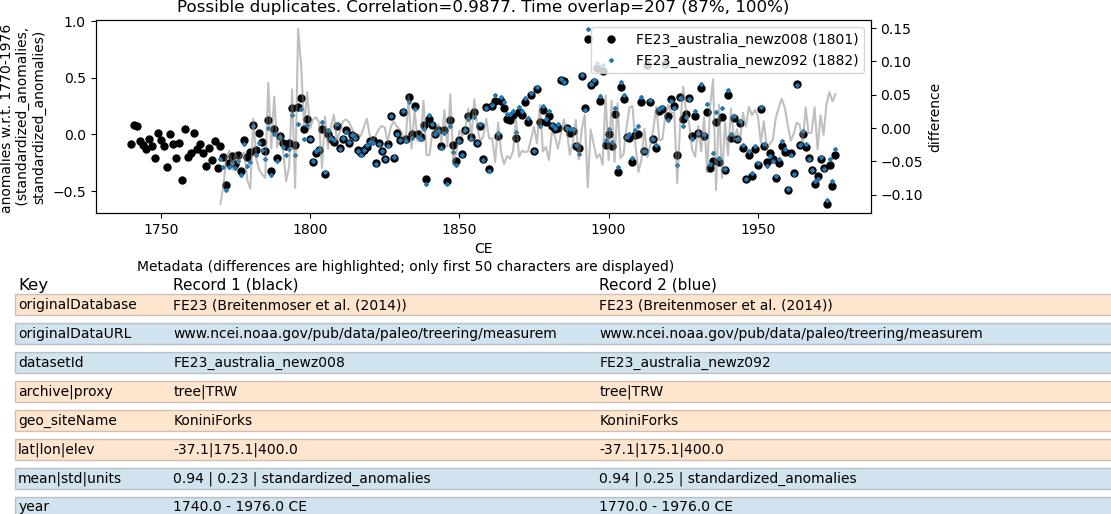 Possible duplicates. Correlation=0.9877. Time overlap=207 (87%, 100%)
anomalies w.r.t. 1770-1976
(standardized_anomalies,
standardized_anomalies)
1.0
0.5
0.0
−0.5
FE23_australia_newz008 (1801)
FE23_australia_newz092 (1882)
0.15
0.10
0.05
0.00
−0.05
−0.10
difference
1750 1800 1850 1900 1950
CE
Metadata (differences are highlighted; only first 50 characters are displayed)
Key Record 1 (black) Record 2 (blue)
originalDatabase FE23 (Breitenmoser et al. (2014)) FE23 (Breitenmoser et al. (2014))
originalDataURL www.ncei.noaa.gov/pub/data/paleo/treering/measurem www.ncei.noaa.gov/pub/data/paleo/treering/measurem
datasetId FE23_australia_newz008 FE23_australia_newz092
archive|proxy tree|TRW tree|TRW
geo_siteName KoniniForks KoniniForks
lat|lon|elev -37.1|175.1|400.0 -37.1|175.1|400.0
mean|std|units 0.94 | 0.23 | standardized_anomalies 0.94 | 0.25 | standardized_anomalies
year 1740.0 - 1976.0 CE 1770.0 - 1976.0 CE